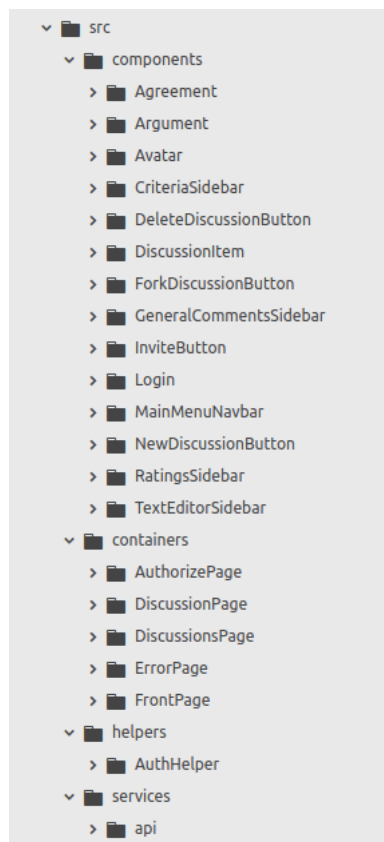 src
components
Agreement
Argument
Avatar
CriteriaSidebar
DeleteDiscussionButton
DiscussionItem
ForkDiscussionButton
GeneralCommentsSidebar
InviteButton
Login
MainMenuNavbar
NewDiscussionButton
RatingsSidebar
TextEditorSidebar
containers
AuthorizePage
DiscussionPage
DiscussionsPage
ErrorPage
FrontPage
helpers
AuthHelper
services
api